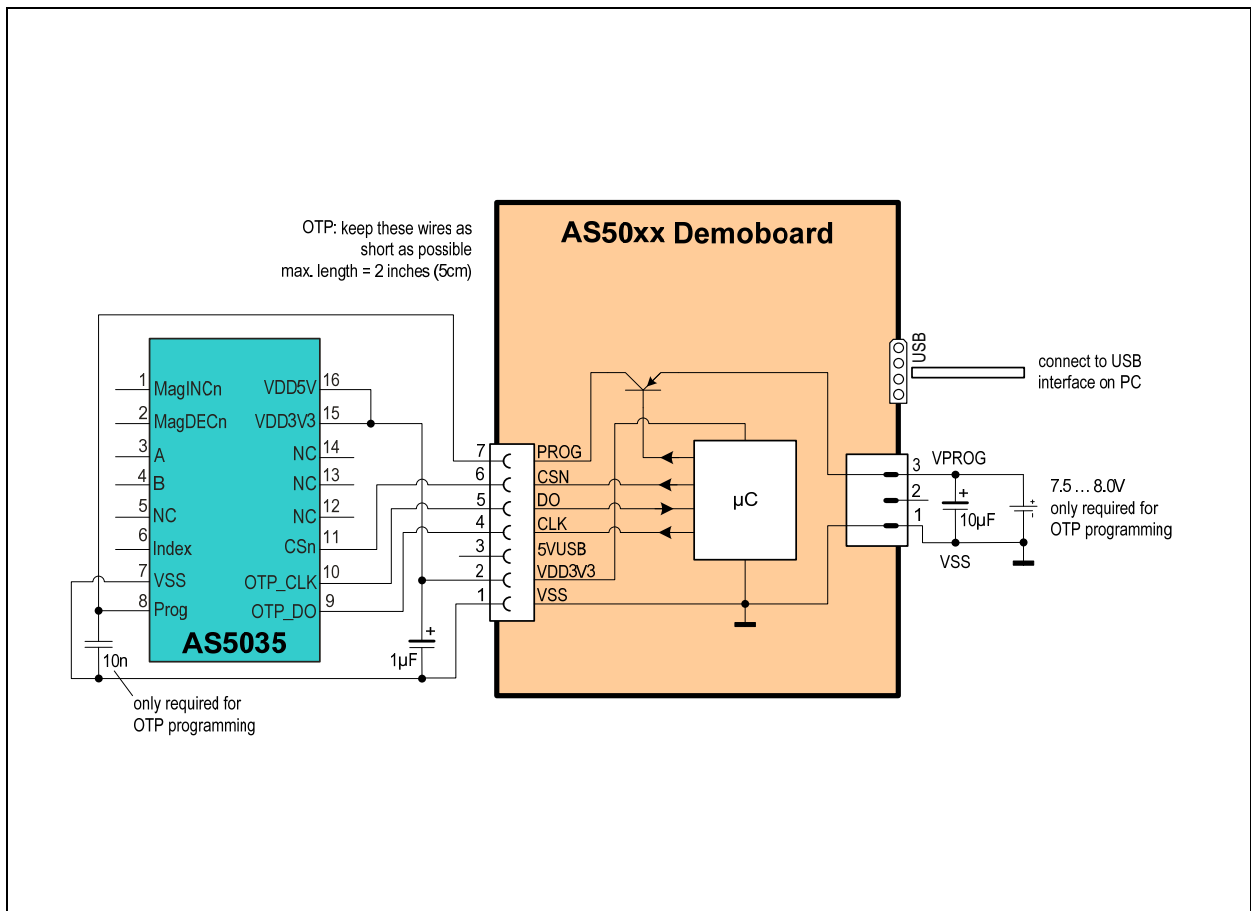 OTP: keep these wires as
short as possible
max. length = 2 inches (5cm)
AS50xx Demoboard
USB
connect to USB
interface on PC
1 MagINCn
2 MagDECn
3 A
4 B
5 NC
6 Index
7 VSS
8 Prog
VDD5V 16
VDD3V3 15
NC 14
NC 13
NC 12
CSn 11
OTP_CLK 10
OTP_DO 9
AS5035
10n
only required for
OTP programming
+
1µF
7 PROG
6 CSN
5 DO
4 CLK
3 5VUSB
2 VDD3V3
1 VSS
µC
3 VPROG
2
1
VSS
+
10µF
+
-
7.5 ... 8.0V
only required for
OTP programming